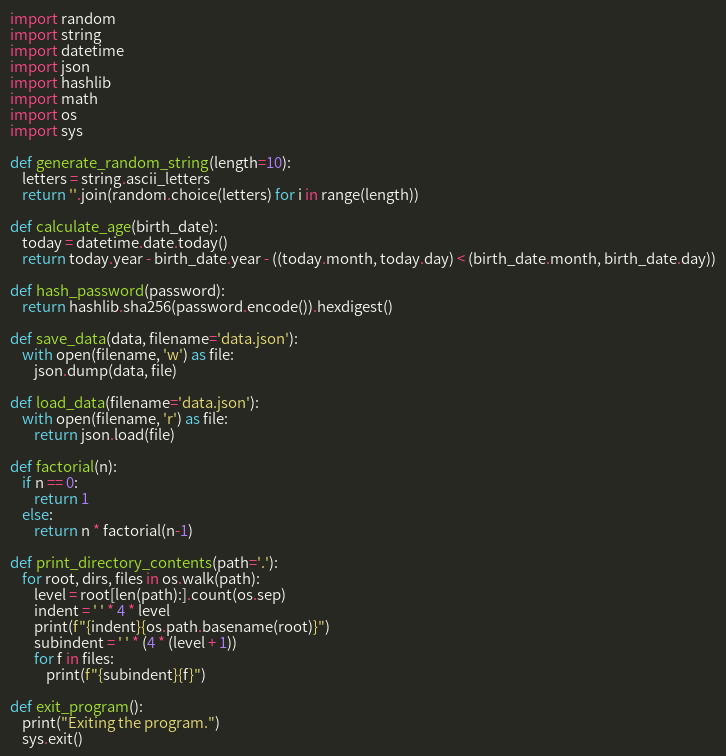 import random
import string
import datetime
import json
import hashlib
import math
import os
import sys

def generate_random_string(length=10):
    letters = string.ascii_letters
    return ''.join(random.choice(letters) for i in range(length))

def calculate_age(birth_date):
    today = datetime.date.today()
    return today.year - birth_date.year - ((today.month, today.day) < (birth_date.month, birth_date.day))

def hash_password(password):
    return hashlib.sha256(password.encode()).hexdigest()

def save_data(data, filename='data.json'):
    with open(filename, 'w') as file:
        json.dump(data, file)

def load_data(filename='data.json'):
    with open(filename, 'r') as file:
        return json.load(file)

def factorial(n):
    if n == 0:
        return 1
    else:
        return n * factorial(n-1)

def print_directory_contents(path='.'):
    for root, dirs, files in os.walk(path):
        level = root[len(path):].count(os.sep)
        indent = ' ' * 4 * level
        print(f"{indent}{os.path.basename(root)}")
        subindent = ' ' * (4 * (level + 1))
        for f in files:
            print(f"{subindent}{f}")

def exit_program():
    print("Exiting the program.")
    sys.exit()